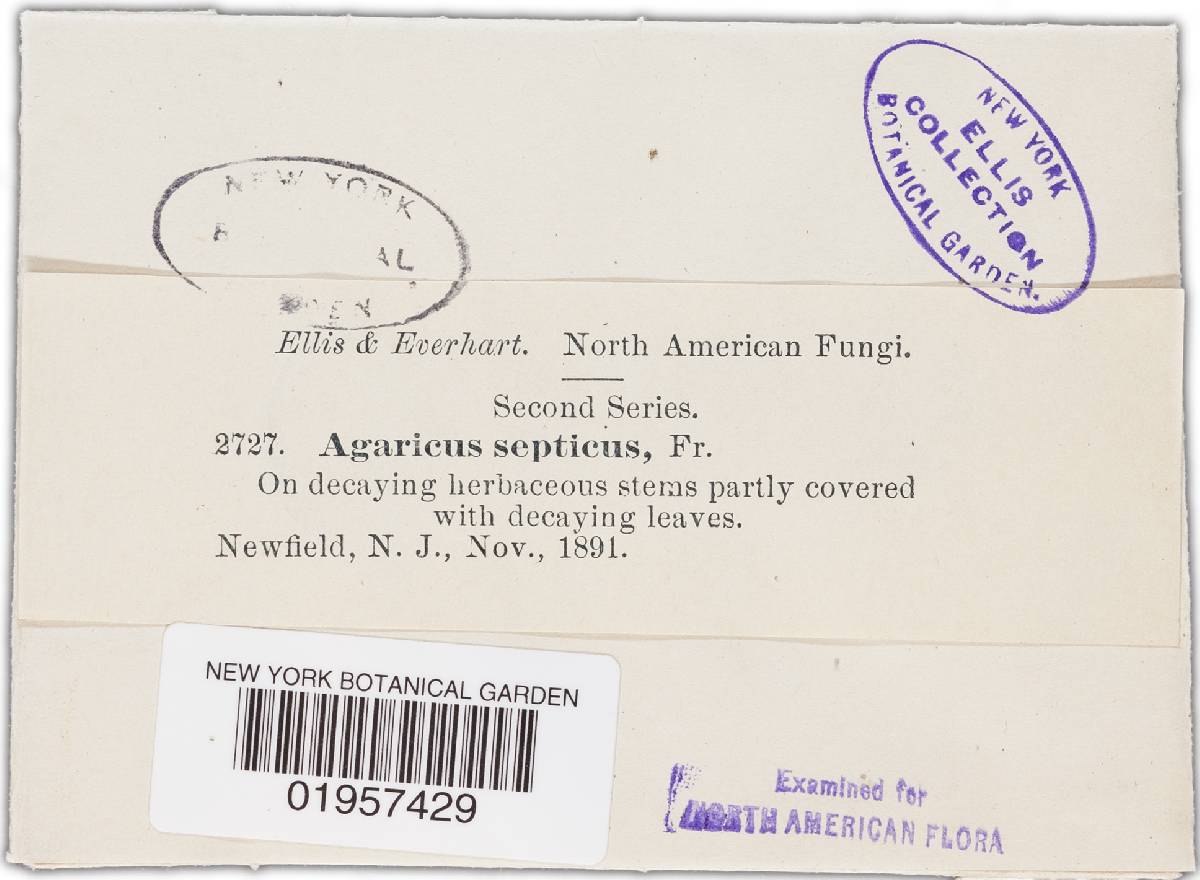 NEW YORK
ELLIS
COLLECTION
BOTANICAL GARDEN.
NEW YORK
AL
Ellis & Everhart. North American Fungi.
Second Series.
2727. Agaricus septicus, Fr.
On decaying herbaceous stems partly covered
with decaying leaves.
Newfield, N. J., Nov., 1891.
NEW YORK BOTANICAL GARDEN
01957429
Examined for
NORTH AMERICAN FLORA